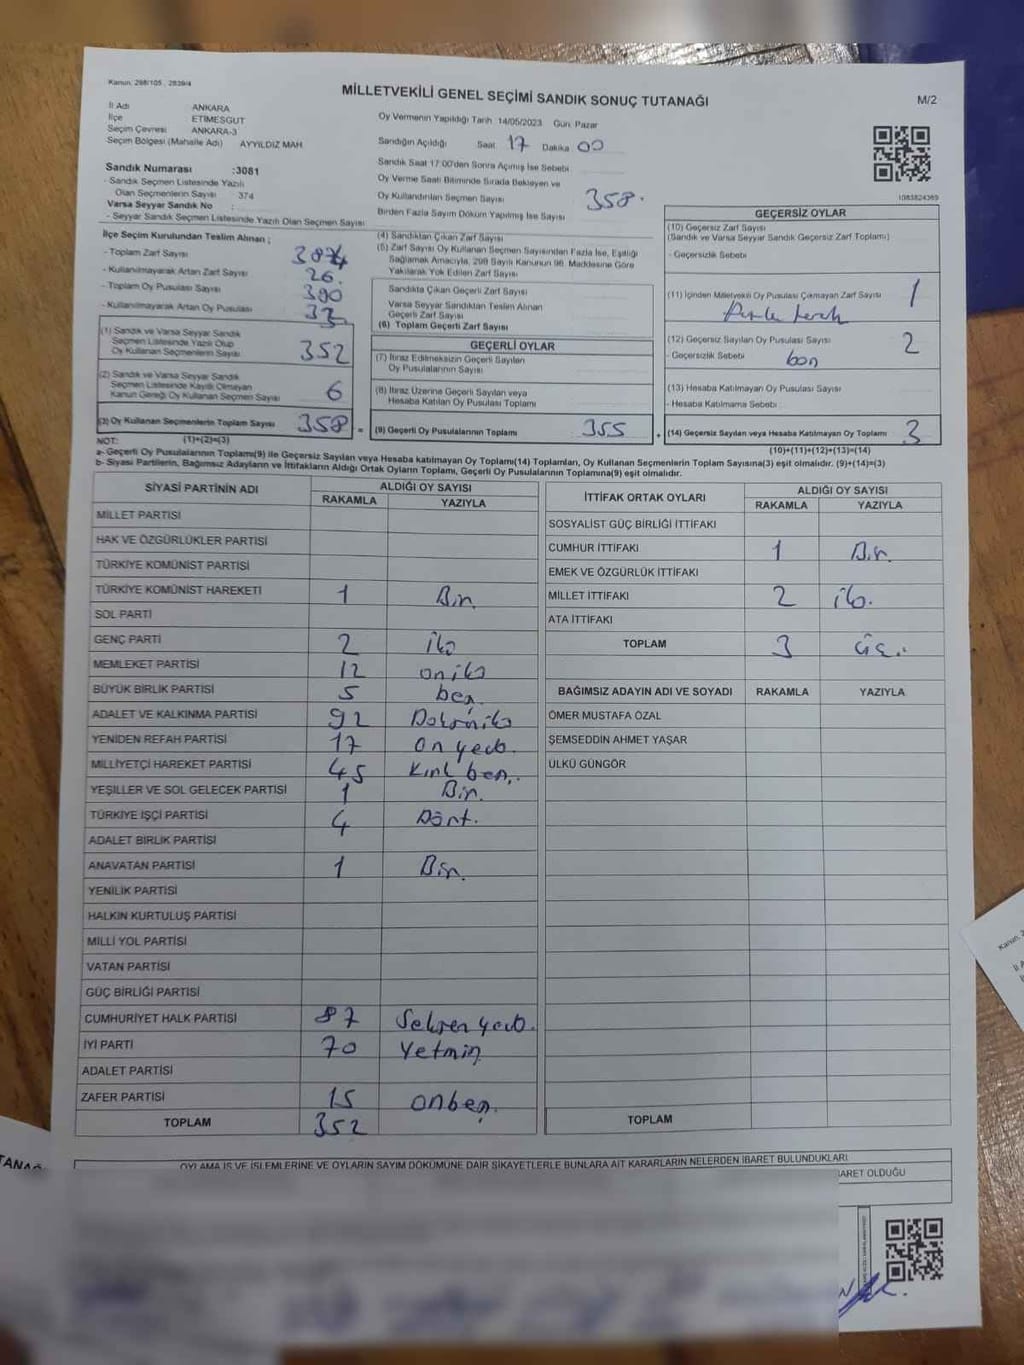 Kanun: 298/105 , 2839/4
MİLLETVEKİLİ GENEL SEÇİMİ SANDIK SONUÇ TUTANAĞI
M/2
İl Adı ANKARA
İlçe ETİMESGUT
Seçim Çevresi ANKARA-3
Seçim Bölgesi (Mahalle Adı) AYYILDIZ MAH.
Oy Vermenin Yapıldığı Tarih 14/05/2023 Gün: Pazar
Sandığın Açıldığı Saat 17 Dakika 00
Sandık Saat 17:00'den Sonra Açılmış İse Sebebi
Oy Verme Saati Bitiminde Sırada Bekleyen ve
Oy Kullandırılan Seçmen Sayısı 358.
Birden Fazla Sayım Döküm Yapılmış İse Sayısı
1083824369
Sandık Numarası :3081
- Sandık Seçmen Listesinde Yazılı
Olan Seçmenlerin Sayısı 374
Varsa Seyyar Sandık No :
- Seyyar Sandık Seçmen Listesinde Yazılı Olan Seçmen Sayısı
İlçe Seçim Kurulundan Teslim Alınan ;
- Toplam Zarf Sayısı
- Kullanılmayarak Artan Zarf Sayısı 26.
- Toplam Oy Pusulası Sayısı 390
- Kullanılmayarak Artan Oy Pusulası
(1) Sandık ve Varsa Seyyar Sandık
Seçmen Listesinde Yazılı Olup
Oy Kullanan Seçmenlerin Sayısı 352
(2) Sandık ve Varsa Seyyar Sandık
Seçmen Listesinde Kayıtlı Olmayan
Kanun Gereği Oy Kullanan Seçmen Sayısı 6
(3) Oy Kullanan Seçmenlerin Toplam Sayısı 358 =
(4) Sandıktan Çıkan Zarf Sayısı
(5) Zarf Sayısı Oy Kullanan Seçmen Sayısından Fazla İse, Eşitliği
Sağlamak Amacıyla, 298 Sayılı Kanunun 98. Maddesine Göre
Yakılarak Yok Edilen Zarf Sayısı
Sandıkta Çıkan Geçerli Zarf Sayısı
Varsa Seyyar Sandıktan Teslim Alınan
Geçerli Zarf Sayısı
(6) Toplam Geçerli Zarf Sayısı
GEÇERLİ OYLAR
(7) İtiraz Edilmeksizin Geçerli Sayılan
Oy Pusulalarının Sayısı
(8) İtiraz Üzerine Geçerli Sayılan veya
Hesaba Katılan Oy Pusulası Toplamı
(9) Geçerli Oy Pusulalarının Toplamı 355 +
GEÇERSİZ OYLAR
(10) Geçersiz Zarf Sayısı
(Sandık ve Varsa Seyyar Sandık Geçersiz Zarf Toplamı)
- Geçersizlik Sebebi
(11) İçinden Milletvekili Oy Pusulası Çıkmayan Zarf Sayısı 1
(12) Geçersiz Sayılan Oy Pusulası Sayısı 2
- Geçersizlik Sebebi : boş
(13) Hesaba Katılmayan Oy Pusulası Sayısı
- Hesaba Katılmama Sebebi :
(14) Geçersiz Sayılan veya Hesaba Katılmayan Oy Toplamı 3
NOT: (1)+(2)=(3)
(10)+(11)+(12)+(13)=(14)
a- Geçerli Oy Pusulalarının Toplamı(9) ile Geçersiz Sayılan veya Hesaba katılmayan Oy Toplamı(14) Toplamları, Oy Kullanan Seçmenlerin Toplam Sayısına(3) eşit olmalıdır. (9)+(14)=(3)
b- Siyasi Partilerin, Bağımsız Adayların ve İttifakların Aldığı Ortak Oyların Toplamı, Geçerli Oy Pusulalarının Toplamına(9) eşit olmalıdır.
SİYASİ PARTİNİN ADI ALDIĞI OY SAYISI
RAKAMLA YAZIYLA
MİLLET PARTİSİ
HAK VE ÖZGÜRLÜKLER PARTİSİ
TÜRKİYE KOMÜNİST PARTİSİ
TÜRKİYE KOMÜNİST HAREKETİ 1 Bir.
SOL PARTİ
GENÇ PARTİ 2 iki
MEMLEKET PARTİSİ 12 oniki
BÜYÜK BİRLİK PARTİSİ 5 beş.
ADALET VE KALKINMA PARTİSİ 92 Doksaniki
YENİDEN REFAH PARTİSİ 17 on yedi.
MİLLİYETÇİ HAREKET PARTİSİ 45 Kırk beş.
YEŞİLLER VE SOL GELECEK PARTİSİ 1 Bir.
TÜRKİYE İŞÇİ PARTİSİ 4 Dört.
ADALET BİRLİK PARTİSİ
ANAVATAN PARTİSİ 1 Bir.
YENİLİK PARTİSİ
HALKIN KURTULUŞ PARTİSİ
MİLLİ YOL PARTİSİ
VATAN PARTİSİ
GÜÇ BİRLİĞİ PARTİSİ
CUMHURİYET HALK PARTİSİ 87 Seksen yedi.
İYİ PARTİ 70 Yetmiş
ADALET PARTİSİ
ZAFER PARTİSİ 15 onbeş.
TOPLAM 352
İTTİFAK ORTAK OYLARI ALDIĞI OY SAYISI
RAKAMLA YAZIYLA
SOSYALİST GÜÇ BİRLİĞİ İTTİFAKI
CUMHUR İTTİFAKI 1 Bir.
EMEK VE ÖZGÜRLÜK İTTİFAKI
MİLLET İTTİFAKI 2 iki.
ATA İTTİFAKI
TOPLAM 3 üç.
BAĞIMSIZ ADAYIN ADI VE SOYADI RAKAMLA YAZIYLA
ÖMER MUSTAFA ÖZAL
ŞEMSEDDİN AHMET YAŞAR
ÜLKÜ GÜNGÖR
TOPLAM
OYLAMA İŞ VE İŞLEMLERİNE VE OYLARIN SAYIM DÖKÜMÜNE DAİR ŞİKAYETLERLE BUNLARA AİT KARARLARIN NELERDEN İBARET BULUNDUKLARI
BARET OLDUĞU
TANA
Kanun: 2